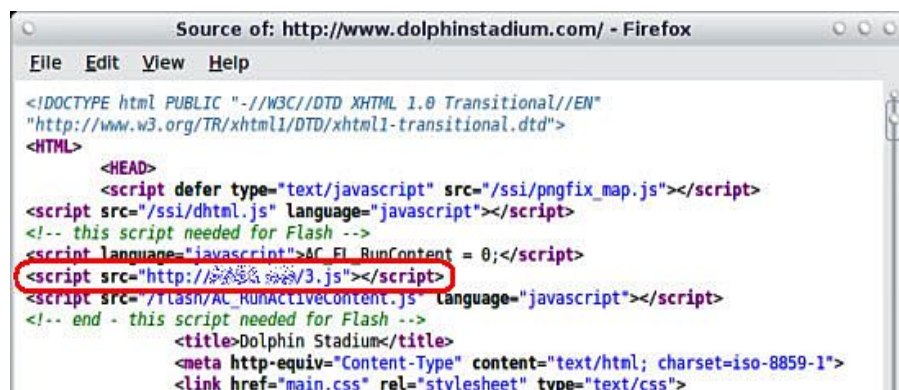 Source of: http://www.dolphinstadium.com/ - Firefox
File Edit View Help
<!DOCTYPE html PUBLIC "-//W3C//DTD XHTML 1.0 Transitional//EN"
"http://www.w3.org/TR/xhtml1/DTD/xhtml1-transitional.dtd">
<HTML>
<HEAD>
<script defer type="text/javascript" src="/ssi/pngfix_map.js"></script>
<script src="/ssi/dhtml.js" language="javascript"></script>
<!-- this script needed for Flash -->
<script language="javascript">AC_FL_RunContent = 0;</script>
<script src="http:///3.js"></script>
<script src="/flash/AC_RunActiveContent.js" language="javascript"></script>
<!-- end - this script needed for Flash -->
<title>Dolphin Stadium</title>
<meta http-equiv="Content-Type" content="text/html; charset=iso-8859-1">
<link href="main.css" rel="stylesheet" type="text/css">